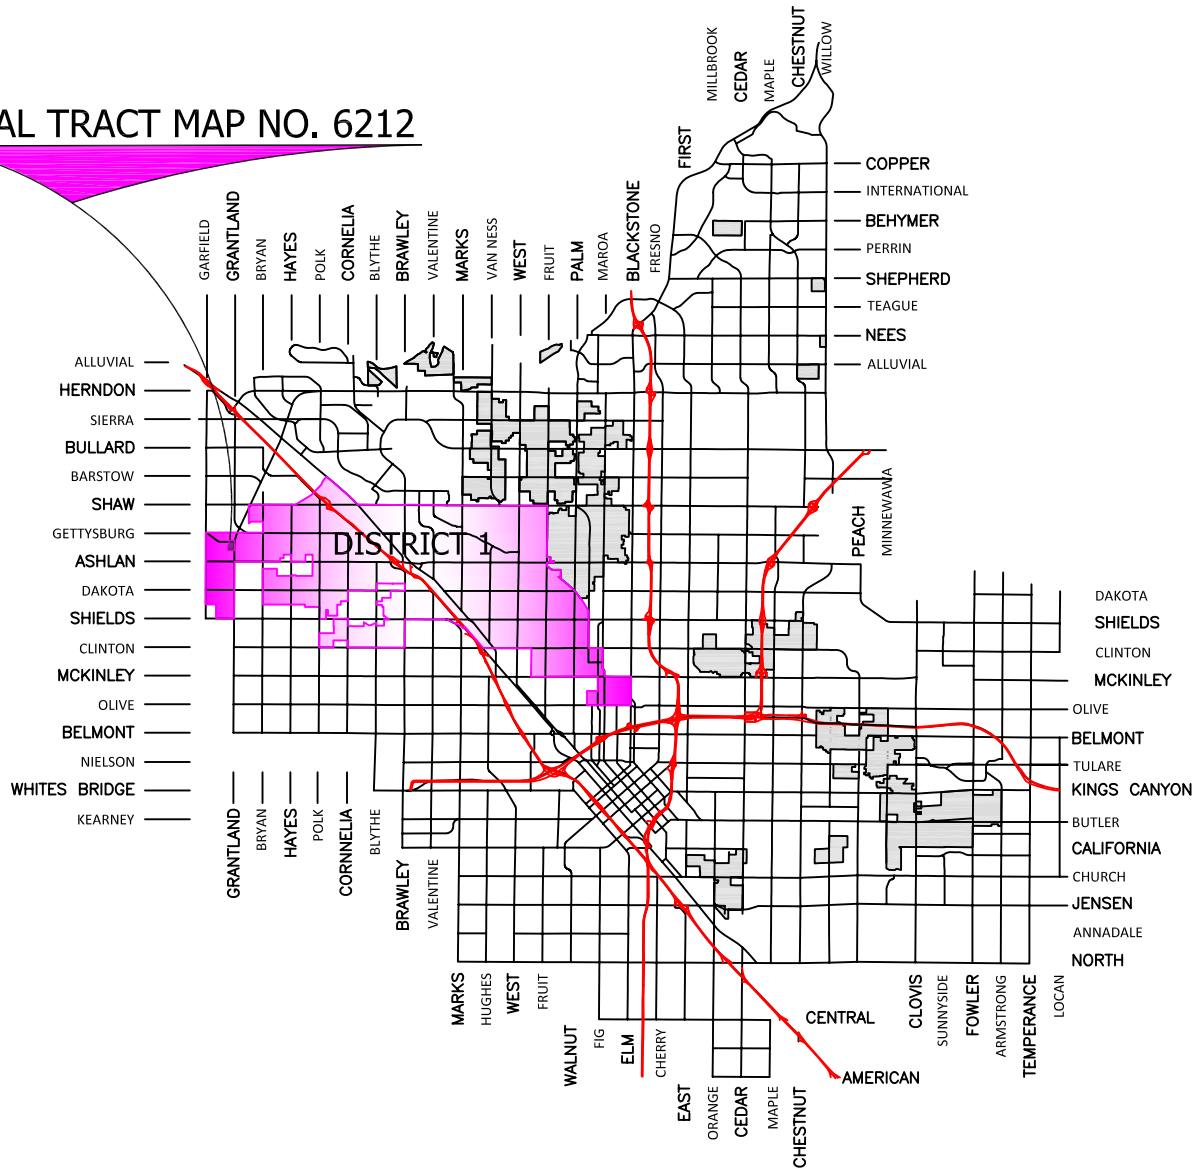 AL TRACT MAP NO. 6212
MILLBROOK
CEDAR
MAPLE
CHESTNUT
WILLOW
FIRST
COPPER
INTERNATIONAL
BEHYMER
PERRIN
SHEPHERD
TEAGUE
NEES
ALLUVIAL
GARFIELD
GRANTLAND
BRYAN
HAYES
POLK
CORNELIA
BLYTHE
BRAWLEY
VALENTINE
MARKS
VAN NESS
WEST
FRUIT
PALM
MAROA
BLACKSTONE
FRESNO
ALLUVIAL
HERNDON
SIERRA
BULLARD
BARSTOW
SHAW
GETTYSBURG
ASHLAN
DAKOTA
SHIELDS
CLINTON
MCKINLEY
OLIVE
BELMONT
NIELSON
WHITES BRIDGE
KEARNEY
DISTRICT 1
PEACH
MINNEWAWA
DAKOTA
SHIELDS
CLINTON
MCKINLEY
OLIVE
BELMONT
TULARE
KINGS CANYON
BUTLER
CALIFORNIA
CHURCH
JENSEN
ANNADALE
NORTH
GRANTLAND
BRYAN
HAYES
POLK
CORNNELIA
BLYTHE
BRAWLEY
VALENTINE
MARKS
HUGHES
WEST
FRUIT
WALNUT
FIG
ELM
CHERRY
EAST
ORANGE
CEDAR
MAPLE
CHESTNUT
CENTRAL
AMERICAN
CLOVIS
SUNNYSIDE
FOWLER
ARMSTRONG
TEMPERANCE
LOCAN